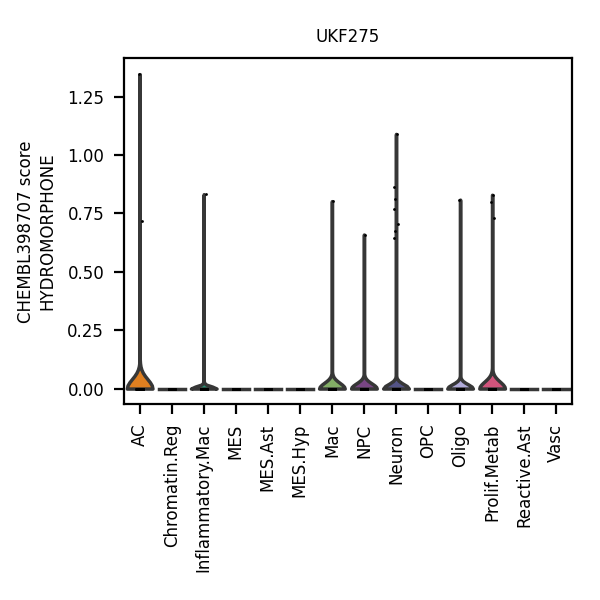 UKF275
CHEMBL398707 score
HYDROMORPHONE
1.25
1.00
0.75
0.50
0.25
0.00
AC
Chromatin.Reg
Inflammatory.Mac
MES
MES.Ast
MES.Hyp
Mac
NPC
Neuron
OPC
Oligo
Prolif.Metab
Reactive.Ast
Vasc